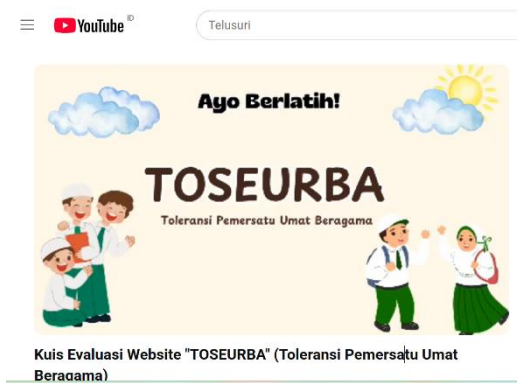 YouTube ID
Telusuri
Ayo Berlatih!
TOSEURBA
Toleransi Pemersatu Umat Beragama
Kuis Evaluasi Website "TOSEURBA" (Toleransi Pemersatu Umat
Beragama)